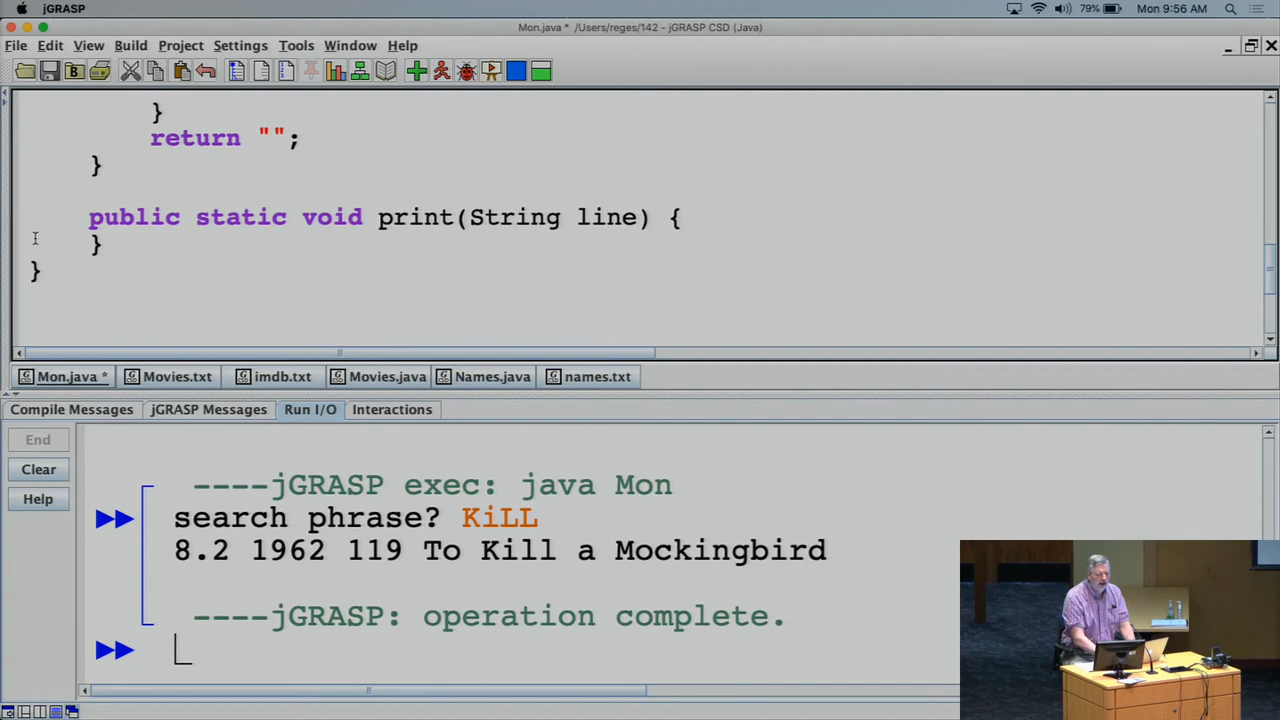 jGRASP 79% Mon 9:56 AM
Mon.java * /Users/reges/142 - jGRASP CSD (Java)
File Edit View Build Project Settings Tools Window Help
}
return "";
}
public static void print(String line) {
}
}
Mon.java * Movies.txt imdb.txt Movies.java Names.java names.txt
Compile Messages jGRASP Messages Run I/O Interactions
End
Clear
Help
----jGRASP exec: java Mon
search phrase? KiLL
8.2 1962 119 To Kill a Mockingbird
----jGRASP: operation complete.